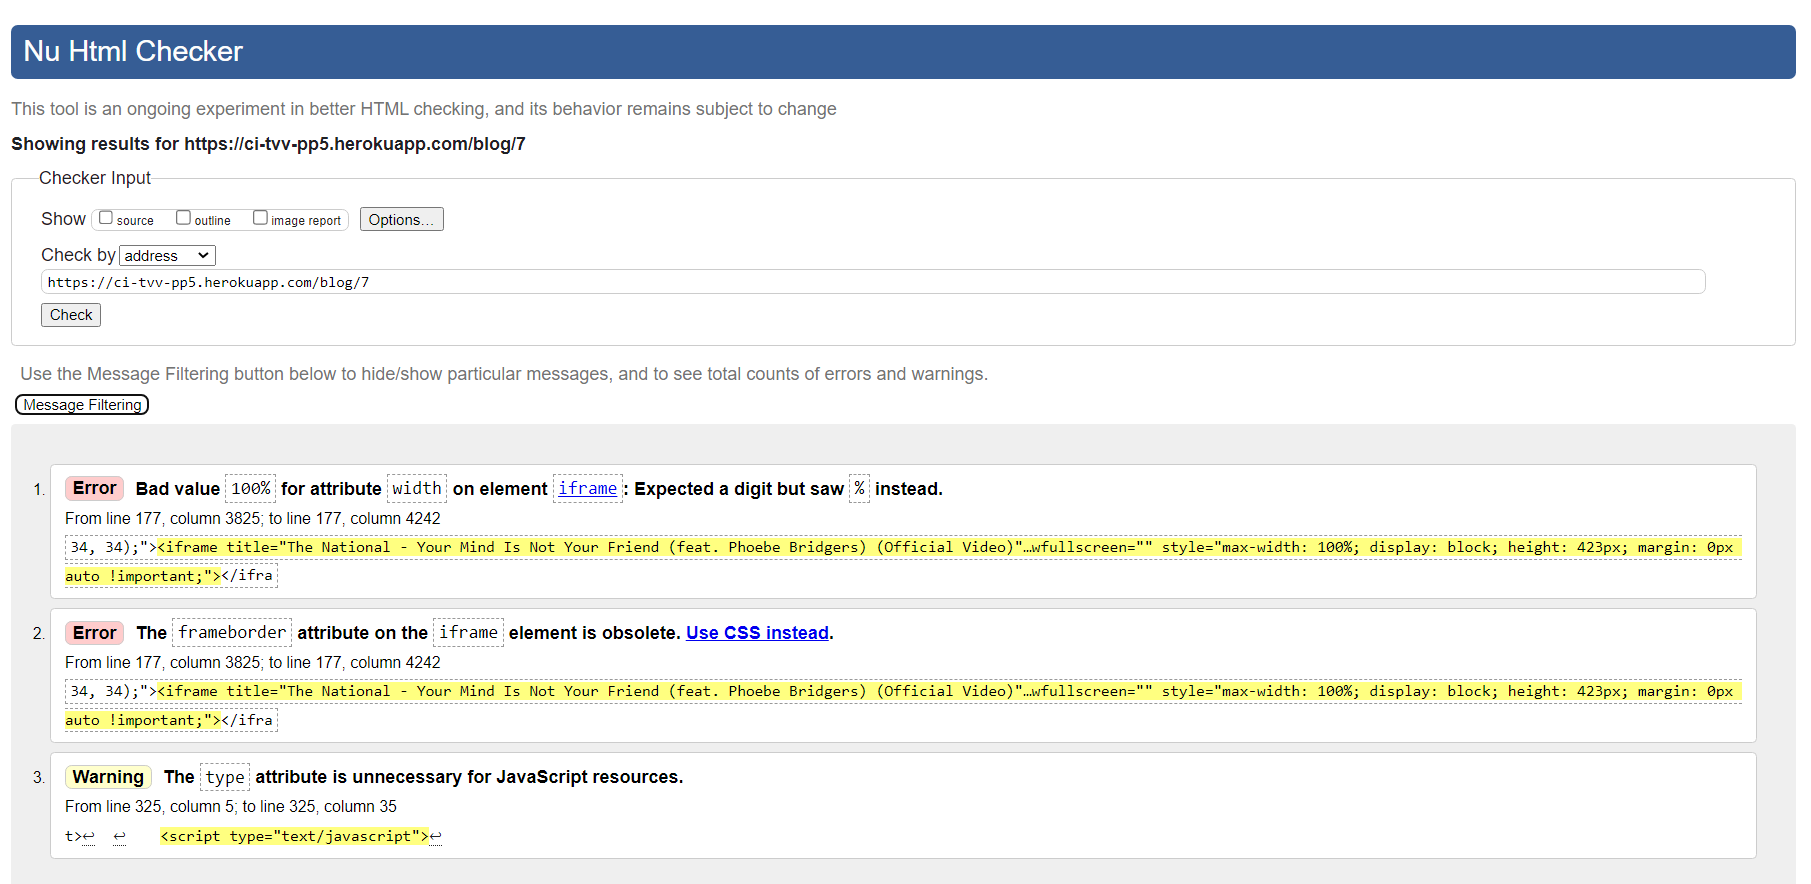 Nu Html Checker
This tool is an ongoing experiment in better HTML checking, and its behavior remains subject to change
Showing results for https://ci-tvv-pp5.herokuapp.com/blog/7
Checker Input
Show source outline image report Options...
Check by address
https://ci-tvv-pp5.herokuapp.com/blog/7
Check
Use the Message Filtering button below to hide/show particular messages, and to see total counts of errors and warnings.
Message Filtering
1. Error Bad value 100% for attribute width on element iframe: Expected a digit but saw % instead.
From line 177, column 3825; to line 177, column 4242
34, 34);"><iframe title="The National - Your Mind Is Not Your Friend (feat. Phoebe Bridgers) (Official Video)"…wfullscreen="" style="max-width: 100%; display: block; height: 423px; margin: 0px
auto !important;"></ifra
2. Error The frameborder attribute on the iframe element is obsolete. Use CSS instead.
From line 177, column 3825; to line 177, column 4242
34, 34);"><iframe title="The National - Your Mind Is Not Your Friend (feat. Phoebe Bridgers) (Official Video)"…wfullscreen="" style="max-width: 100%; display: block; height: 423px; margin: 0px
auto !important;"></ifra
3. Warning The type attribute is unnecessary for JavaScript resources.
From line 325, column 5; to line 325, column 35
t>↩ ↩ <script type="text/javascript">↩